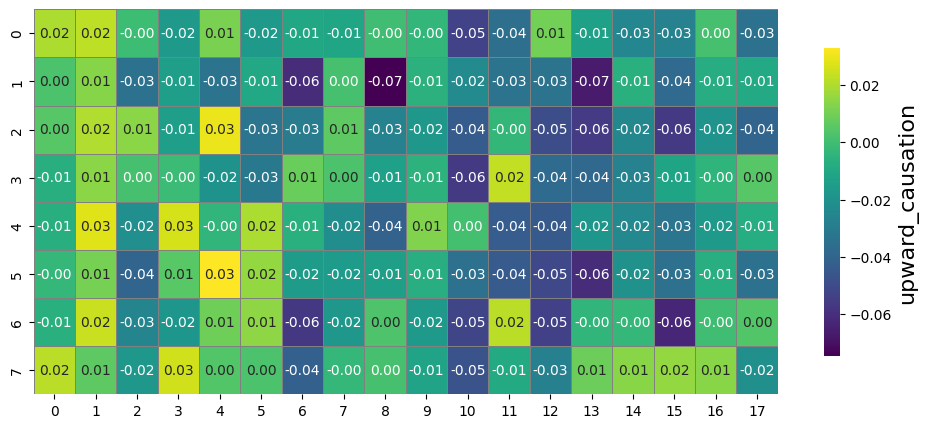 0 0.02 0.02 -0.00 -0.02 0.01 -0.02 -0.01 -0.01 -0.00 -0.00 -0.05 -0.04 0.01 -0.01 -0.03 -0.03 0.00 -0.03
1 0.00 0.01 -0.03 -0.01 -0.03 -0.01 -0.06 0.00 -0.07 -0.01 -0.02 -0.03 -0.03 -0.07 -0.01 -0.04 -0.01 -0.01
2 0.00 0.02 0.01 -0.01 0.03 -0.03 -0.03 0.01 -0.03 -0.02 -0.04 -0.00 -0.05 -0.06 -0.02 -0.06 -0.02 -0.04
3 -0.01 0.01 0.00 -0.00 -0.02 -0.03 0.01 0.00 -0.01 -0.01 -0.06 0.02 -0.04 -0.04 -0.03 -0.01 -0.00 0.00
4 -0.01 0.03 -0.02 0.03 -0.00 0.02 -0.01 -0.02 -0.04 0.01 0.00 -0.04 -0.04 -0.02 -0.02 -0.03 -0.02 -0.01
5 -0.00 0.01 -0.04 0.01 0.03 0.02 -0.02 -0.02 -0.01 -0.01 -0.03 -0.04 -0.05 -0.06 -0.02 -0.03 -0.01 -0.03
6 -0.01 0.02 -0.03 -0.02 0.01 0.01 -0.06 -0.02 0.00 -0.02 -0.05 0.02 -0.05 -0.00 -0.00 -0.06 -0.00 0.00
7 0.02 0.01 -0.02 0.03 0.00 0.00 -0.04 -0.00 0.00 -0.01 -0.05 -0.01 -0.03 0.01 0.01 0.02 0.01 -0.02
0 1 2 3 4 5 6 7 8 9 10 11 12 13 14 15 16 17
0.02
0.00
-0.02
-0.04
-0.06
upward_causation